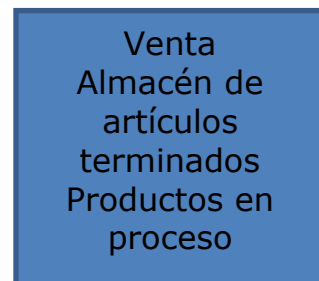 Venta
Almacén de
artículos
terminados
Productos en
proceso